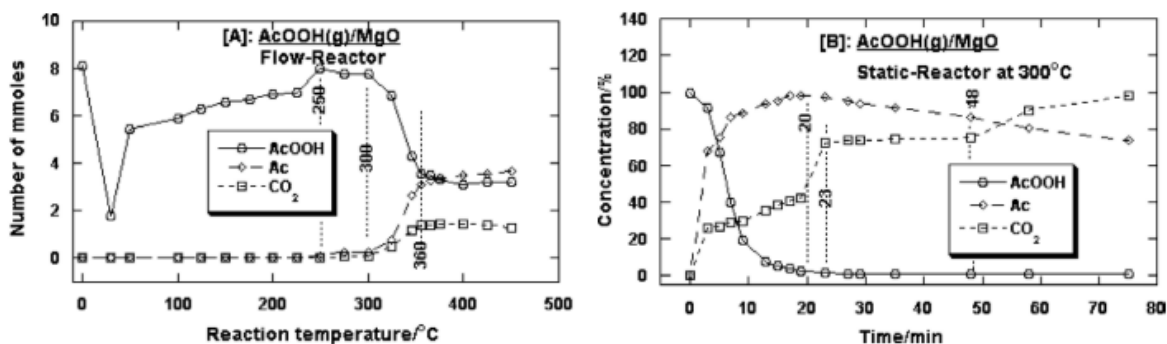 [A]: AcOOH(g)/MgO
Flow-Reactor
Number of mmoles
10
8
6
4
2
0
250
300
360
AcOOH
Ac
CO2
0 100 200 300 400 500
Reaction temperature/°C
[B]: AcOOH(g)/MgO
Static-Reactor at 300°C
Concentration/%
140
120
100
80
60
40
20
0
20
23
48
AcOOH
Ac
CO2
0 10 20 30 40 50 60 70 80
Time/min